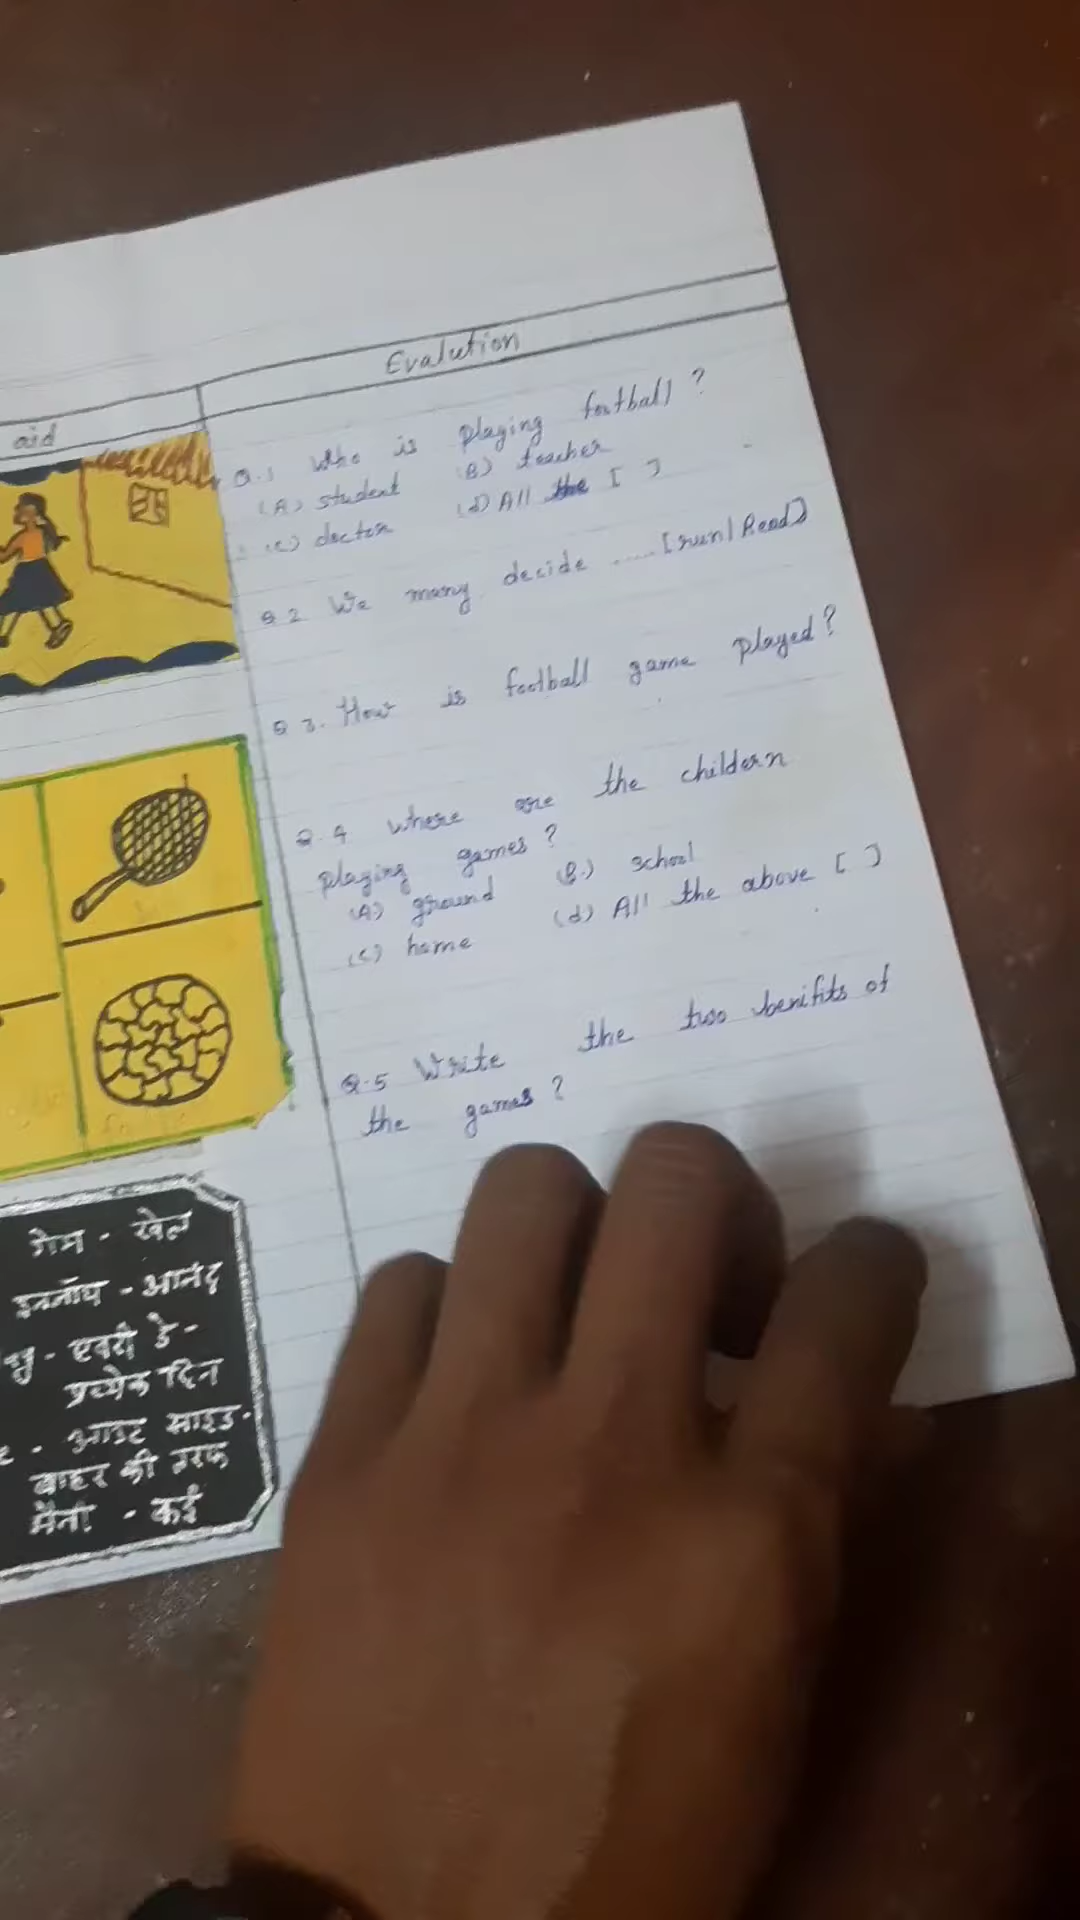 Evalution
aid
Q.1 Who is playing football ?
(A) student (B) teacher
(C) doctor (d) All the [ ]
Q 2 We many decide ..... [run/Read]
Q 3. How is football game played?
Q.4 where are the childern
playing games ?
(A) ground (B.) school
(C) home (d) All the above [ ]
Q.5 Write the two benifits of
the games ?
गेम - खेल
इनजॉय - आनंद
एवरी डे -
प्रत्येक दिन
आउट साइड -
बाहर की तरफ
मैनी - कई